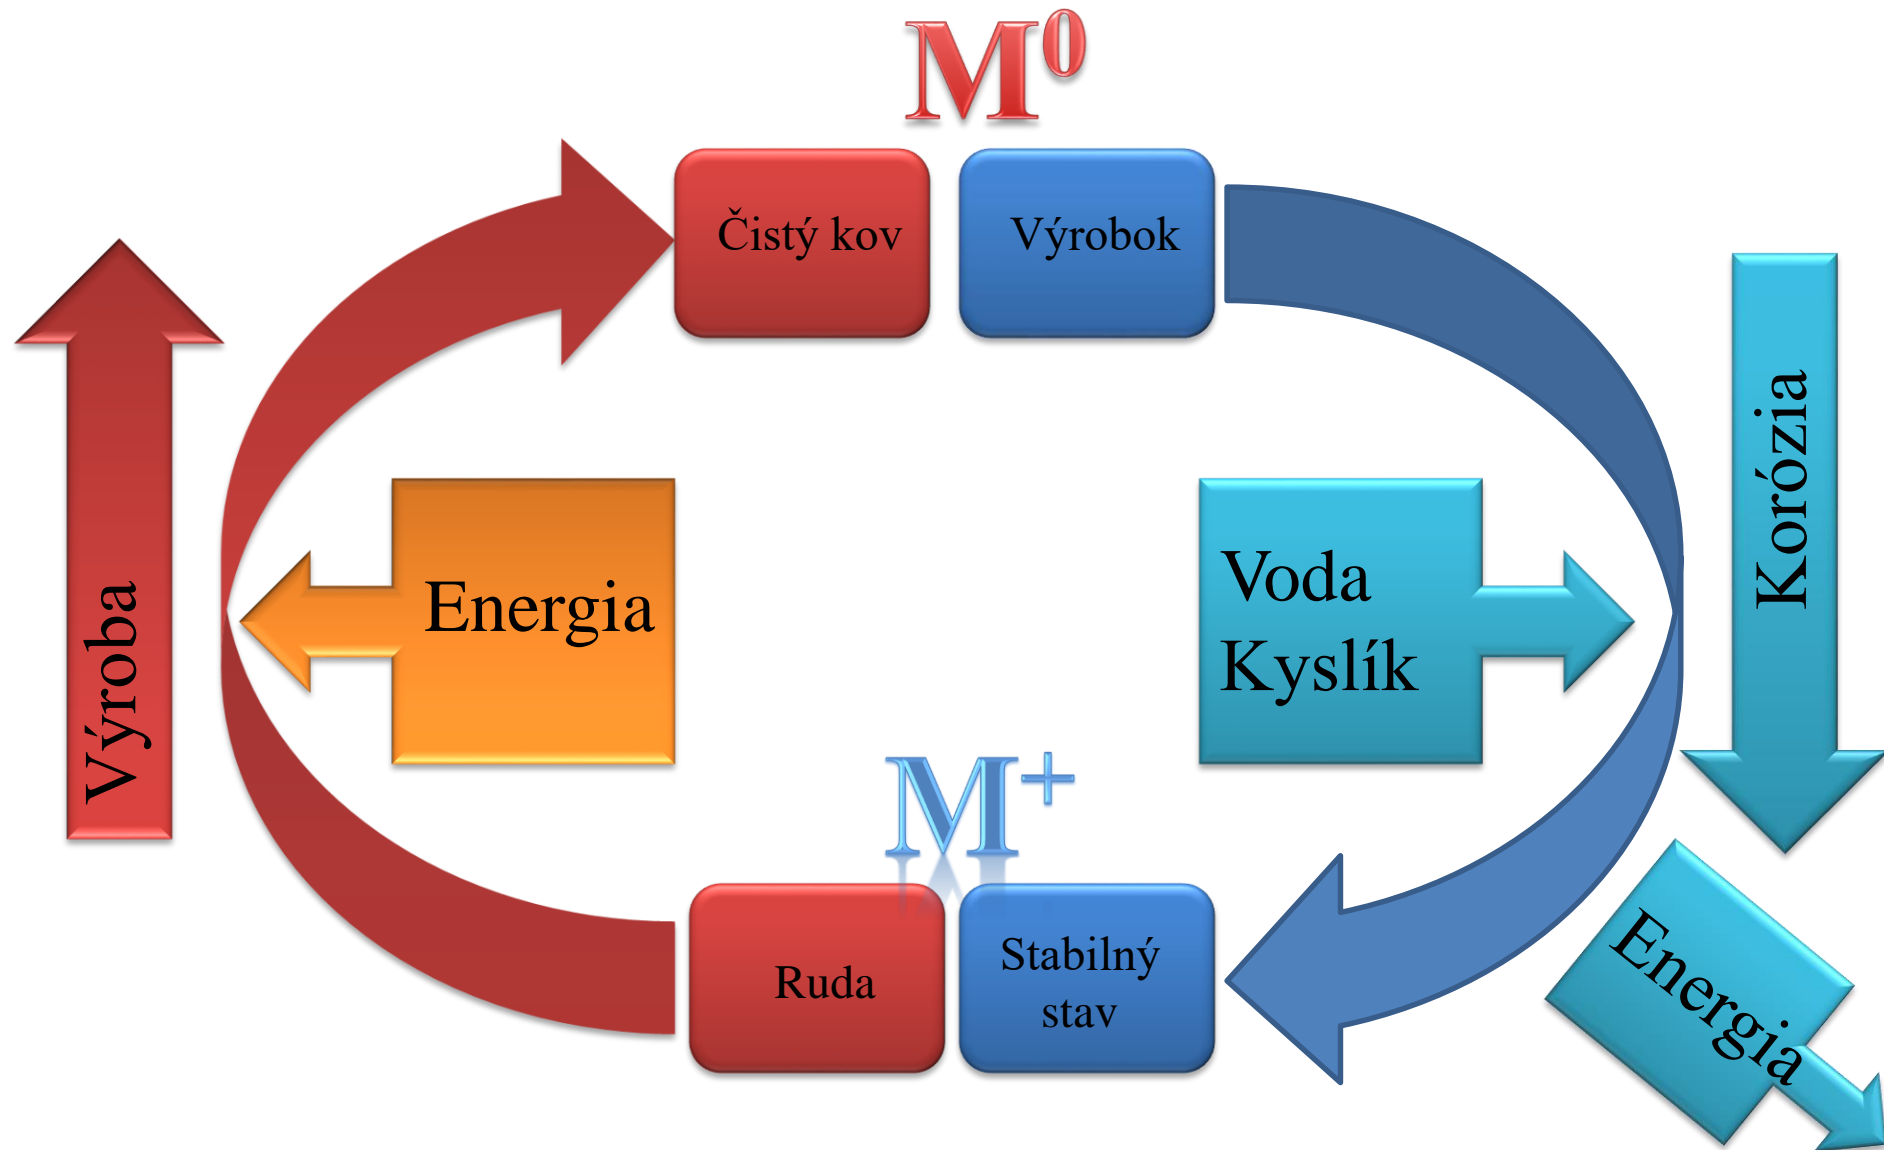 M⁰
Čistý kov
Výrobok
Výroba
Energia
Voda
Kyslík
Korózia
M⁺
Ruda
Stabilný
stav
Energia